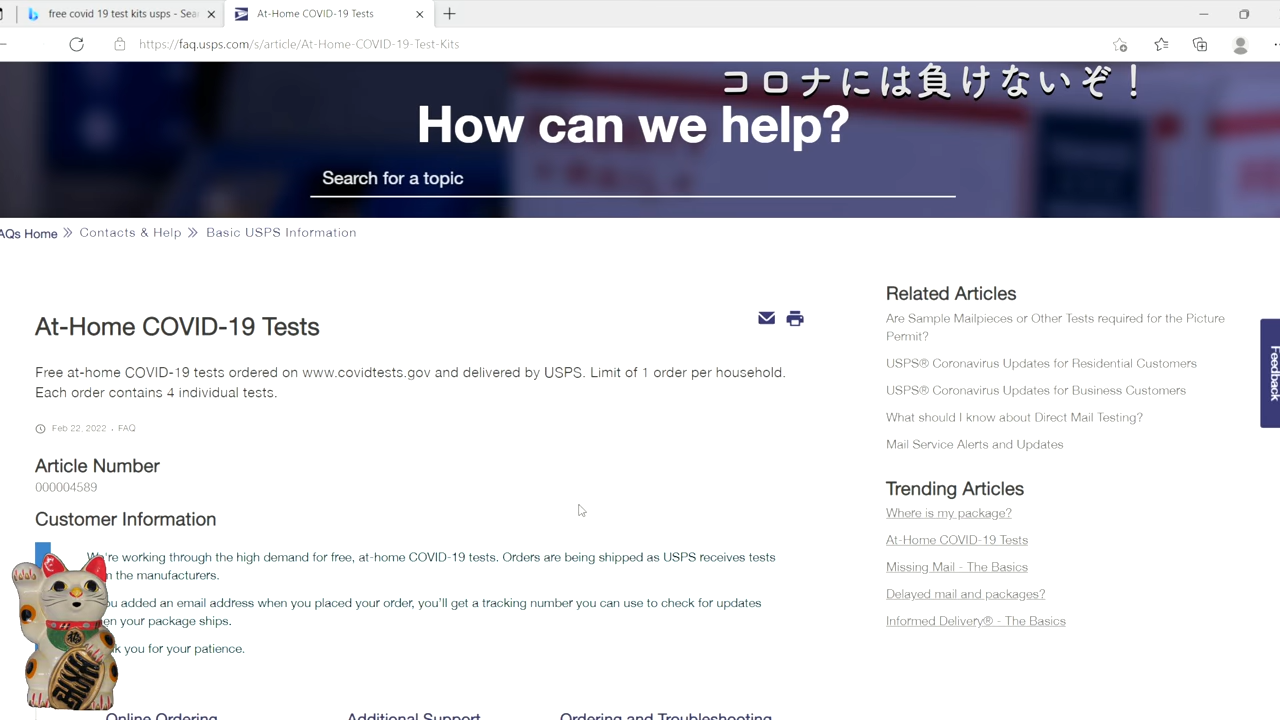 free covid 19 test kits usps - Sea
At-Home COVID-19 Tests
https://faq.usps.com/s/article/At-Home-COVID-19-Test-Kits
コロナには負けないぞ！
How can we help?
Search for a topic
AQs Home
Contacts & Help
Basic USPS Information
At-Home COVID-19 Tests
Free at-home COVID-19 tests ordered on www.covidtests.gov and delivered by USPS. Limit of 1 order per household.
Each order contains 4 individual tests.
Feb 22, 2022 • FAQ
Article Number
000004589
Customer Information
We're working through the high demand for free, at-home COVID-19 tests. Orders are being shipped as USPS receives tests
the manufacturers.
you added an email address when you placed your order, you'll get a tracking number you can use to check for updates
your package ships.
you for your patience.
Online Ordering
Additional Support
Ordering and Troubleshooting
Related Articles
Are Sample Mailpieces or Other Tests required for the Picture
Permit?
USPS® Coronavirus Updates for Residential Customers
USPS® Coronavirus Updates for Business Customers
What should I know about Direct Mail Testing?
Mail Service Alerts and Updates
Trending Articles
Where is my package?
At-Home COVID-19 Tests
Missing Mail - The Basics
Delayed mail and packages?
Informed Delivery® - The Basics
Feedback